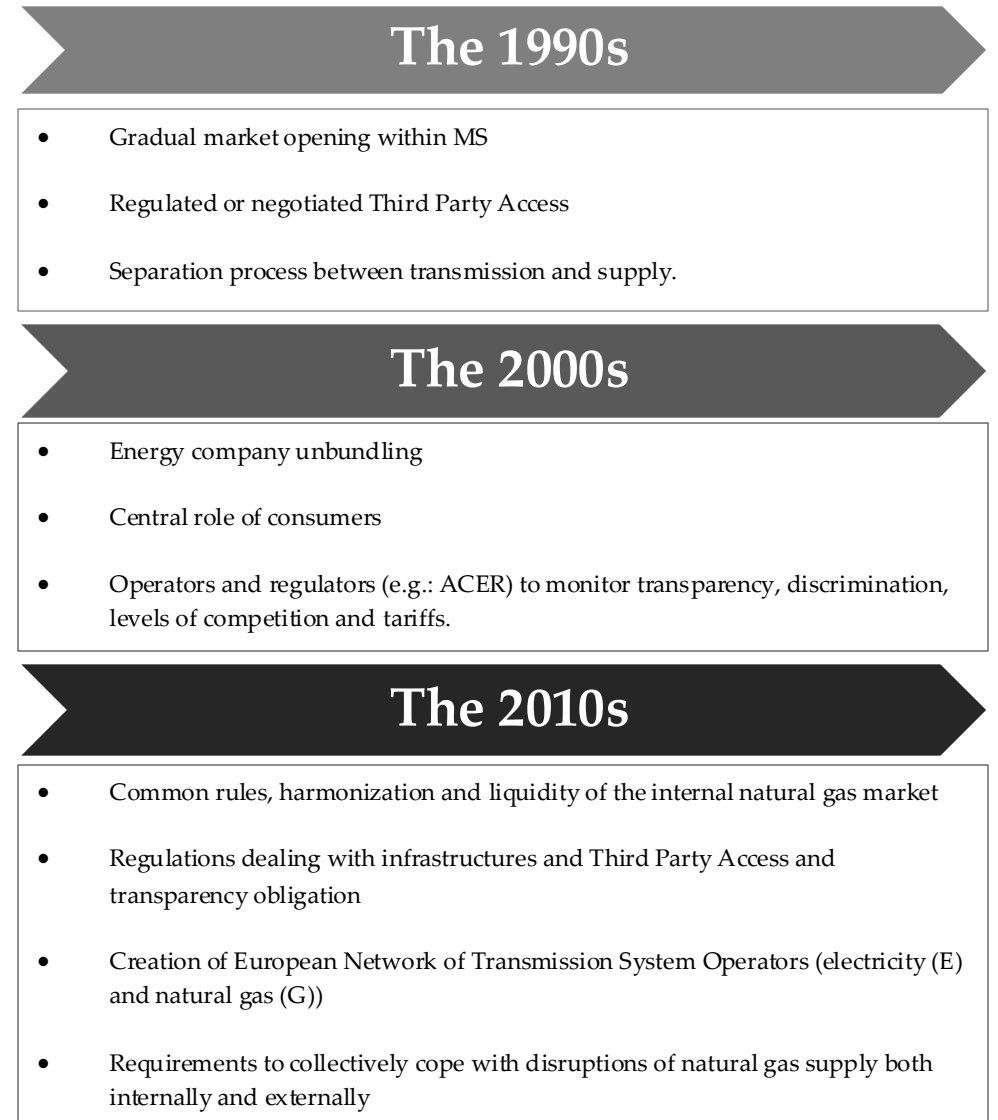 The 1990s
• Gradual market opening within MS
• Regulated or negotiated Third Party Access
• Separation process between transmission and supply.
The 2000s
• Energy company unbundling
• Central role of consumers
• Operators and regulators (e.g.: ACER) to monitor transparency, discrimination,
levels of competition and tariffs.
The 2010s
• Common rules, harmonization and liquidity of the internal natural gas market
• Regulations dealing with infrastructures and Third Party Access and
transparency obligation
• Creation of European Network of Transmission System Operators (electricity (E)
and natural gas (G))
• Requirements to collectively cope with disruptions of natural gas supply both
internally and externally